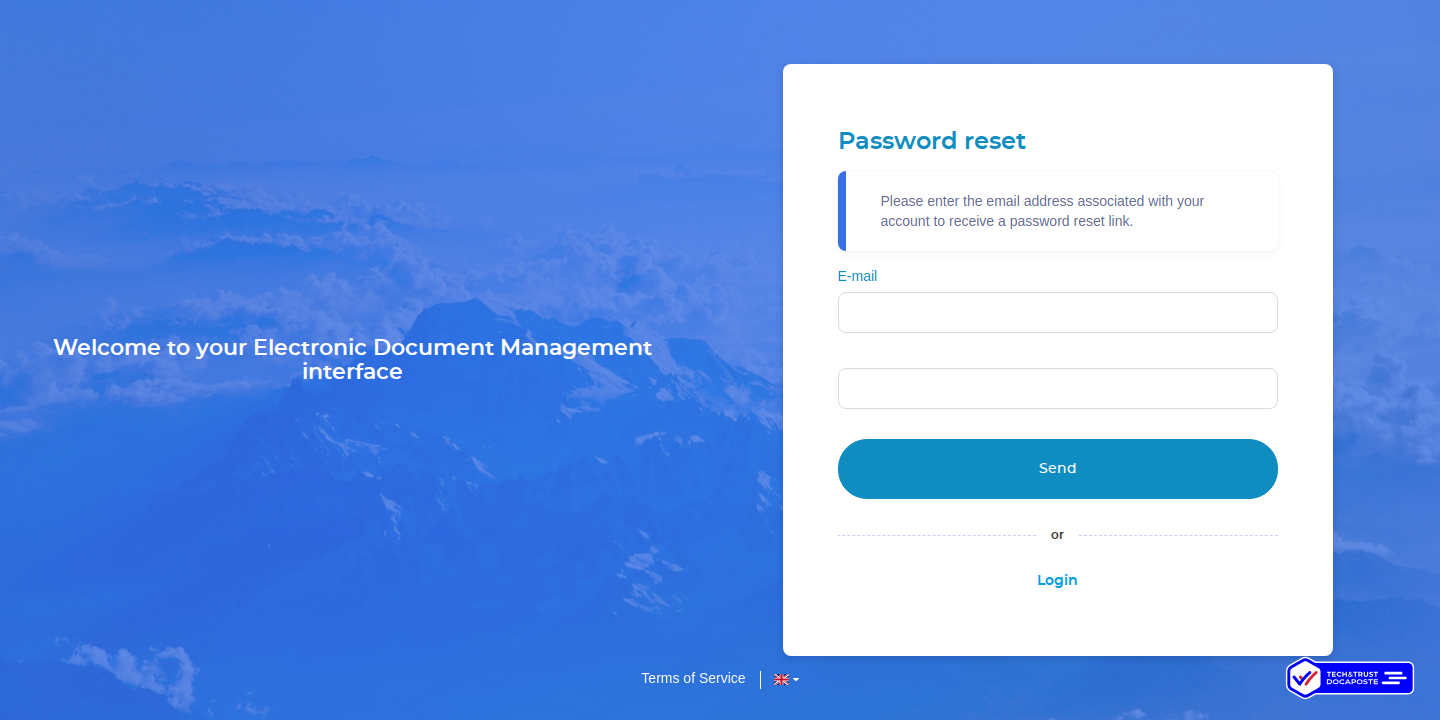 Welcome to your Electronic Document Management
interface
Password reset
Please enter the email address associated with your
account to receive a password reset link.
E-mail
Send
or
Login
Terms of Service
TECH&TRUST
DOCAPOSTE